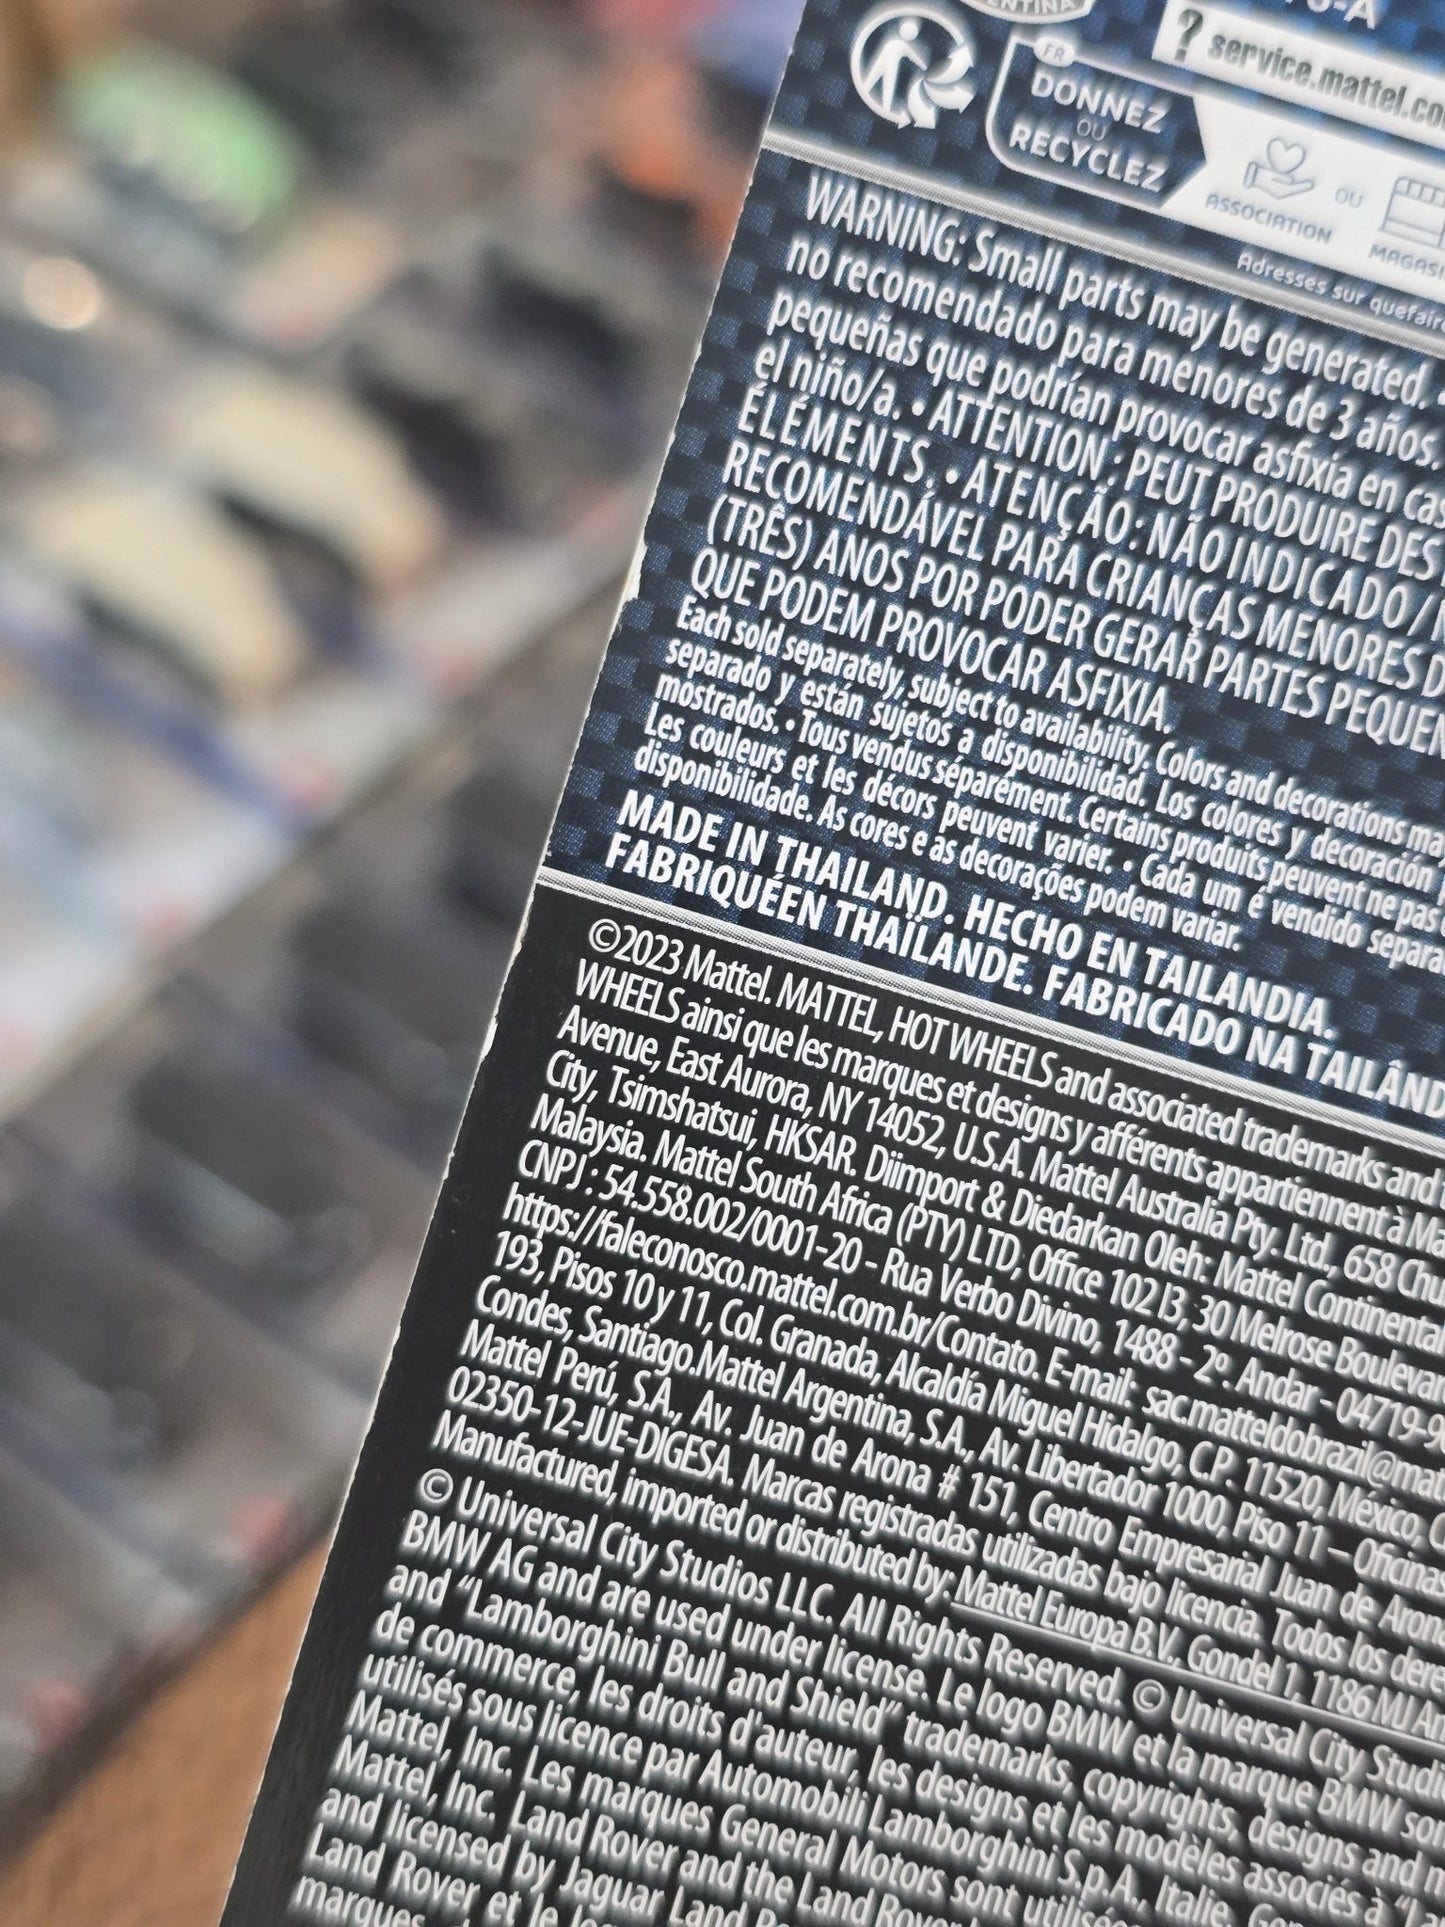 ? service.mattel.co
FR
DONNEZ
OU
RECYCLEZ
ASSOCIATION
OU
Adresses sur
WARNING: Small parts may be generated. •
no recomendado para menores de 3 años.
pequeñas que podrían provocar asfixia en cas
el niño/a. • ATTENTION : PEUT PRODUIRE DES
ÉLÉMENTS. • ATENÇÃO: NÃO INDICADO /
RECOMENDÁVEL PARA CRIANÇAS MENORES D
(TRÊS) ANOS POR PODER GERAR PARTES PEQUEN
QUE PODEM PROVOCAR ASFIXIA.
Each sold separately, subject to availability. Colors and decorations ma
separado y están sujetos a disponibilidad. Los colores y decoración
mostrados. • Tous vendus séparément. Certains produits peuvent ne pas
Les couleurs et les décors peuvent varier. • Cada um é vendido separa
disponibilidade. As cores e as decorações podem variar.
MADE IN THAILAND. HECHO EN TAILANDIA.
FABRIQUÉ EN THAÏLANDE. FABRICADO NA TAILÂND
©2023 Mattel. MATTEL, HOT WHEELS and associated trademarks and
WHEELS ainsi que les marques et designs y afférents appartiennent à Ma
Avenue, East Aurora, NY 14052, U.S.A. Mattel Australia Pty. Ltd., 658 Chu
City, Tsimshatsui, HKSAR. Diimport & Diedarkan Oleh: Mattel Continental
Malaysia. Mattel South Africa (PTY) LTD, Office 102 I3, 30 Melrose Boulevar
CNPJ : 54.558.002/0001-20 - Rua Verbo Divino, 1488 - 2º. Andar - 04719-9
https://faleconosco.mattel.com.br/Contato. E-mail: sac.matteldobrazil@mat
193, Pisos 10 y 11, Col. Granada, Alcaldía Miguel Hidalgo, C.P. 11520, México, C
Condes, Santiago.Mattel Argentina, S.A., Av. Libertador 1000, Piso 11 – Oficinas
Mattel Perú, S.A., Av. Juan de Arona # 151, Centro Empresarial Juan de Arona
02350-12-JUE-DIGESA. Marcas registradas utilizadas bajo licencia. Todos los dere
Manufactured, imported or distributed by: Mattel Europa B.V., Gondel 1, 1186 MJ Am
© Universal City Studios LLC. All Rights Reserved. © Universal City Studi
BMW AG and are used under license. Le logo BMW et la marque BMW son
and "Lamborghini Bull and Shield" trademarks, copyrights, designs and
de commerce, les droits d'auteur, les designs et les modèles associés à "La
utilisés sous licence par Automobili Lamborghini S.p.A., Italie.
Mattel, Inc. Les marques General Motors sont utilisé
Mattel, Inc. Land Rover and the Land Rover
and licensed by Jaguar Land
Land Rover et le
marques